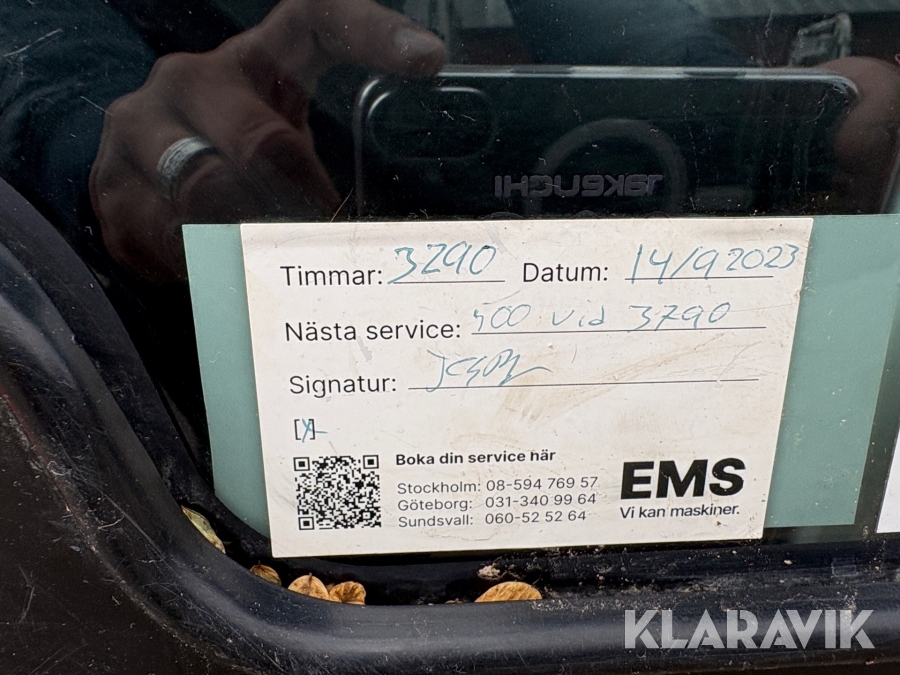 TAKEUCHI
Timmar: 3290 Datum: 14/9 2023
Nästa service: 500 vid 3790
Signatur:
[X]
Boka din service här
Stockholm: 08-594 769 57
Göteborg: 031-340 99 64
Sundsvall: 060-52 52 64
EMS
Vi kan maskiner.
KLARAVIK